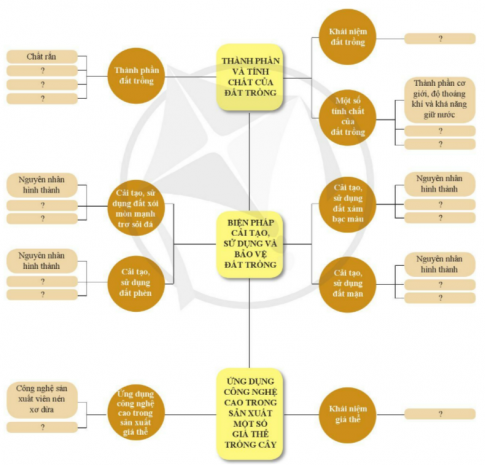 Chất rắn
?
?
?
Thành phần
đất trồng
THÀNH PHẦN
VÀ TÍNH
CHẤT CỦA
ĐẤT TRỒNG
Khái niệm
đất trồng
?
Một số
tính chất
của
đất trồng
Thành phần cơ
giới, độ thoáng
khí và khả năng
giữ nước
?
?
Nguyên nhân
hình thành
?
?
Cải tạo, sử
dụng đất xói
mòn mạnh
trơ sỏi đá
Nguyên nhân
hình thành
?
?
Cải tạo,
sử dụng
đất phèn
BIỆN PHÁP
CẢI TẠO,
SỬ DỤNG VÀ
BẢO VỆ
ĐẤT TRỒNG
Cải tạo,
sử dụng
đất xám
bạc màu
Nguyên nhân
hình thành
?
?
Cải tạo,
sử dụng
đất mặn
Nguyên nhân
hình thành
?
?
Công nghệ sản
xuất viên nén
xơ dừa
?
Ứng dụng
công nghệ
cao trong
sản xuất
giá thể
ỨNG DỤNG
CÔNG NGHỆ
CAO TRONG
SẢN XUẤT
MỘT SỐ
GIÁ THỂ
TRỒNG CÂY
Khái niệm
giá thể
?